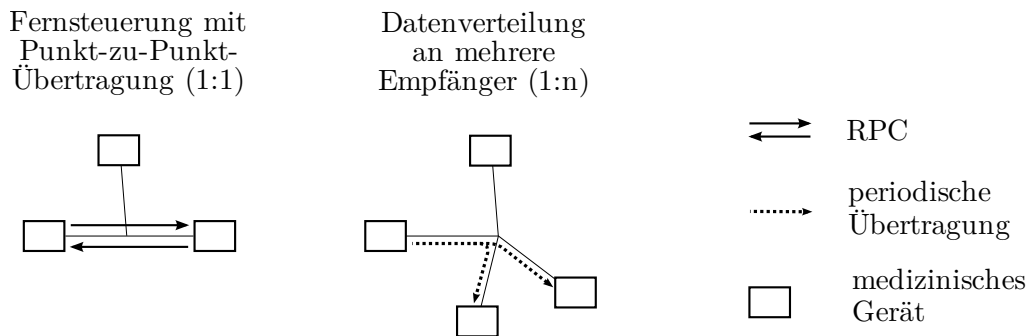 Fernsteuerung mit
Punkt-zu-Punkt-
Übertragung (1:1)
Datenverteilung
an mehrere
Empfänger (1:n)
RPC
periodische
Übertragung
medizinisches
Gerät